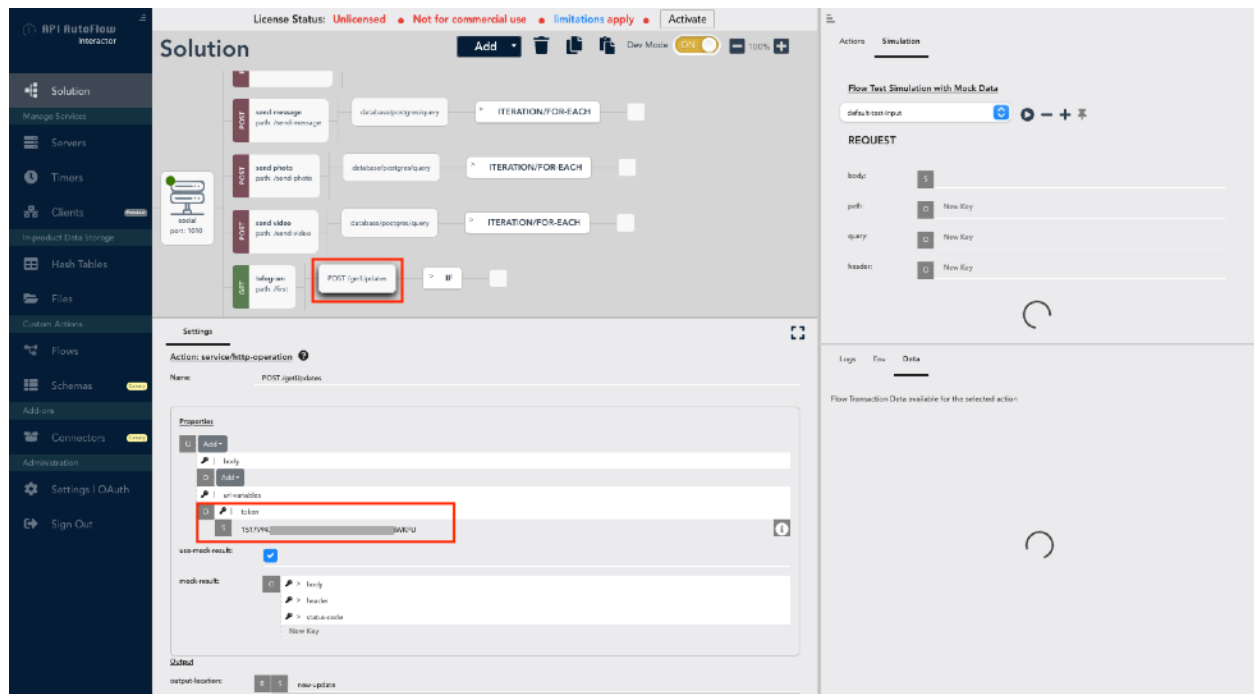 API AutoFlow
Interactor
Solution
Manage Services
Servers
Timers
Clients
In-product Data Storage
Hash Tables
Files
Custom Actions
Flows
Schemas
Add-ons
Connectors
Administration
Settings | OAuth
Sign Out
License Status: Unlicensed • Not for commercial use • limitations apply • Activate
Solution
Add
Dev Mode ON
100%
POST send message
path: /send-message
database/postgres/query
> ITERATION/FOR-EACH
POST send photo
path: /send-photo
database/postgres/query
> ITERATION/FOR-EACH
social
port: 1010
POST send video
path: /send-video
database/postgres/query
> ITERATION/FOR-EACH
GET telegram
path: /first
POST /getUpdates
> IF
Settings
Action: service/http-operation
Name: POST /getUpdates
Properties
O Add
body
O Add
uri-variables
O token
S
use-mock-result:
mock-result: O > body
> header
> status-code
New Key
Output
output-location: S new-update
Actions Simulation
Flow Test Simulation with Mock Data
default-test-input
REQUEST
body: S
path: O New Key
query: O New Key
header: O New Key
Logs Env Data
Flow Transaction Data available for the selected action